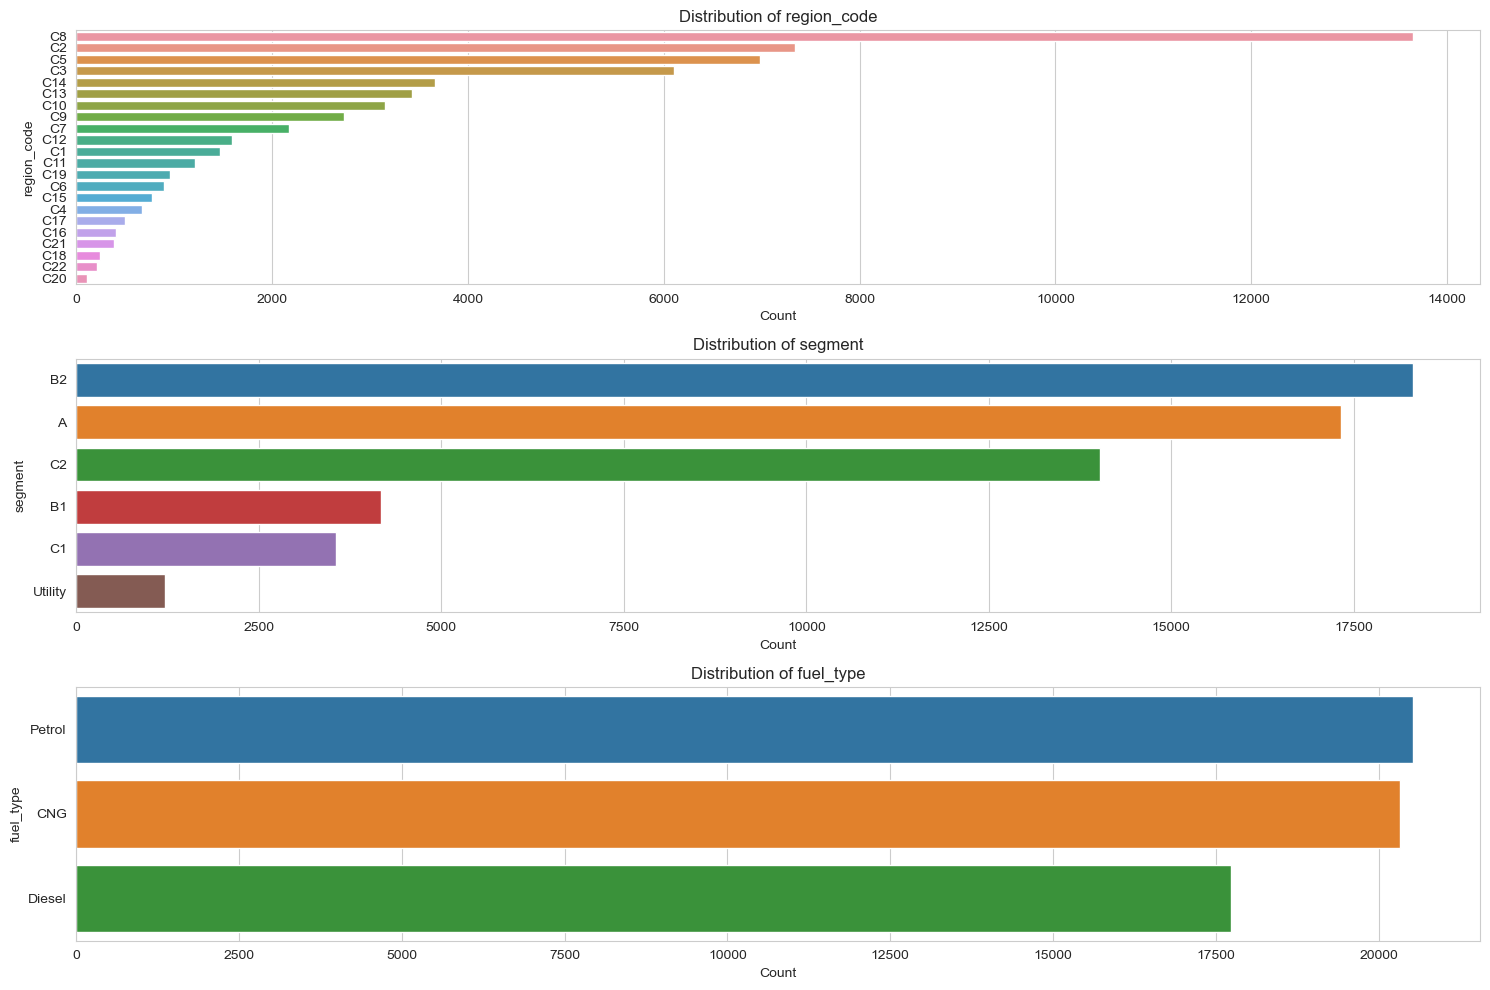 Distribution of region_code
region_code
C8
C2
C5
C3
C14
C13
C10
C9
C7
C12
C1
C11
C19
C6
C15
C4
C17
C16
C21
C18
C22
C20
0 2000 4000 6000 8000 10000 12000 14000
Count
Distribution of segment
segment
B2
A
C2
B1
C1
Utility
0 2500 5000 7500 10000 12500 15000 17500
Count
Distribution of fuel_type
fuel_type
Petrol
CNG
Diesel
0 2500 5000 7500 10000 12500 15000 17500 20000
Count